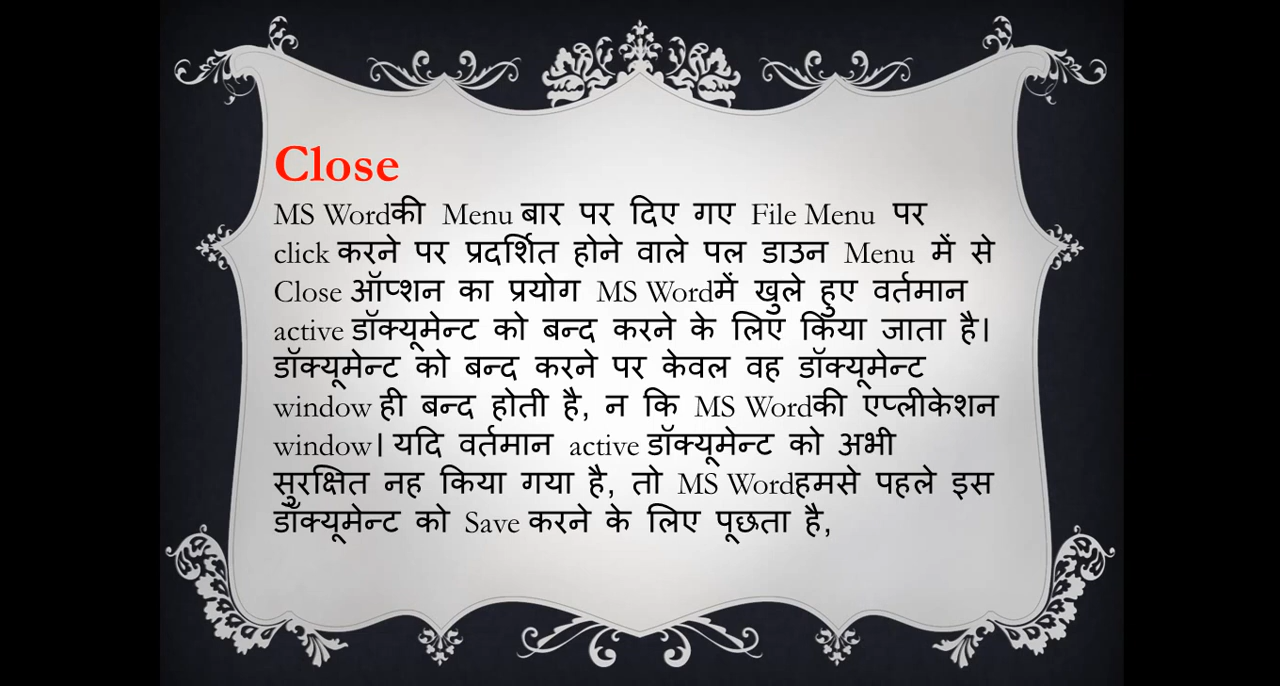 Close
MS Wordकी Menu बार पर दिए गए File Menu पर
click करने पर प्रदर्शित होने वाले पल डाउन Menu में से
Close ऑप्शन का प्रयोग MS Wordमें खुले हुए वर्तमान
active डॉक्यूमेन्ट को बन्द करने के लिए किया जाता है।
डॉक्यूमेन्ट को बन्द करने पर केवल वह डॉक्यूमेन्ट
window ही बन्द होती है, न कि MS Wordकी एप्लीकेशन
window। यदि वर्तमान active डॉक्यूमेन्ट को अभी
सुरक्षित नह किया गया है, तो MS Wordहमसे पहले इस
डॉक्यूमेन्ट को Save करने के लिए पूछता है,